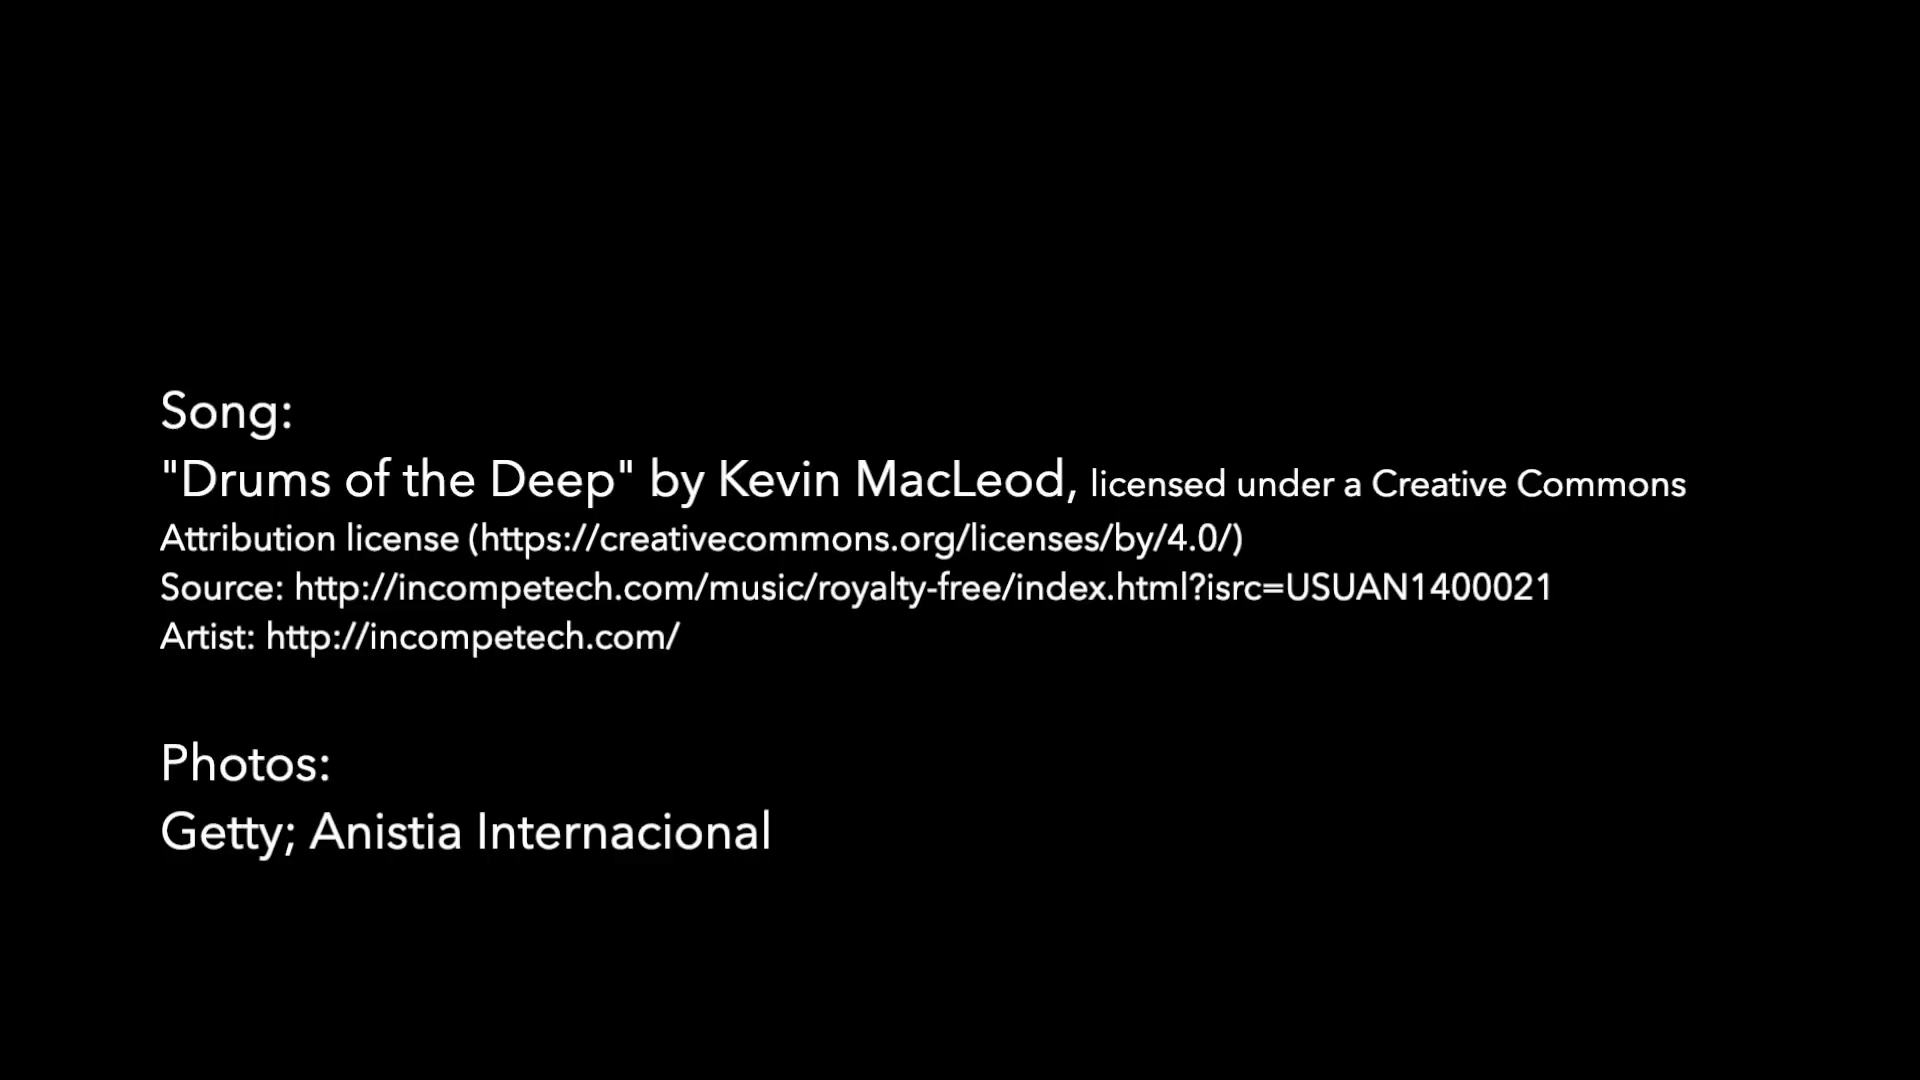 Song:
"Drums of the Deep" by Kevin MacLeod, licensed under a Creative Commons
Attribution license (https://creativecommons.org/licenses/by/4.0/)
Source: http://incompetech.com/music/royalty-free/index.html?isrc=USUAN1400021
Artist: http://incompetech.com/
Photos:
Getty; Anistia Internacional